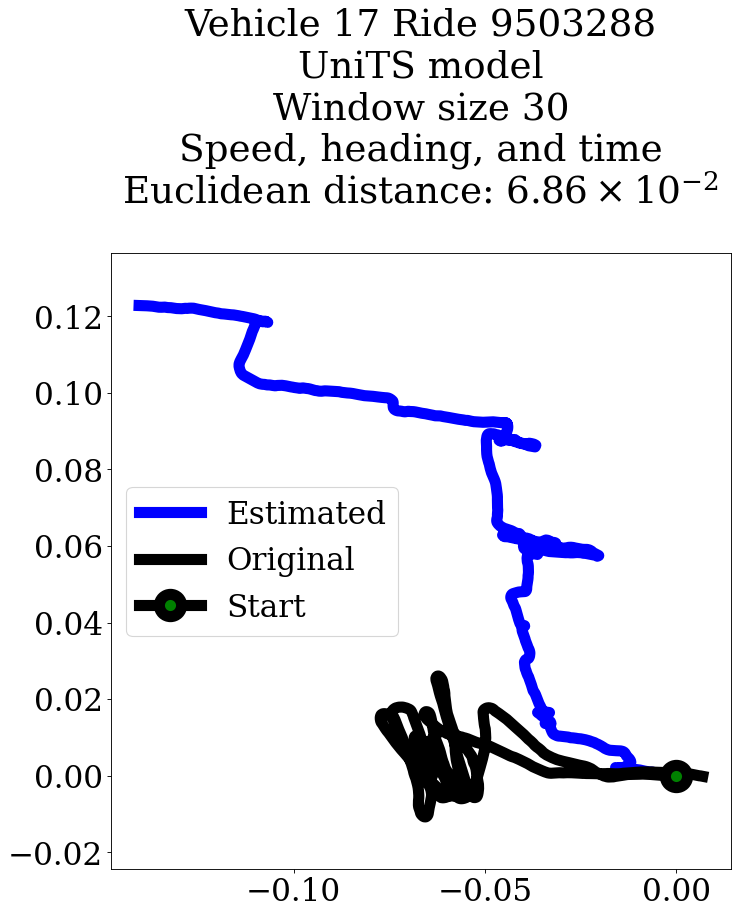 Vehicle 17 Ride 9503288
UniTS model
Window size 30
Speed, heading, and time
Euclidean distance: 6.86 × 10⁻²
0.12
0.10
0.08
0.06
0.04
0.02
0.00
−0.02
Estimated
Original
Start
−0.10
−0.05
0.00